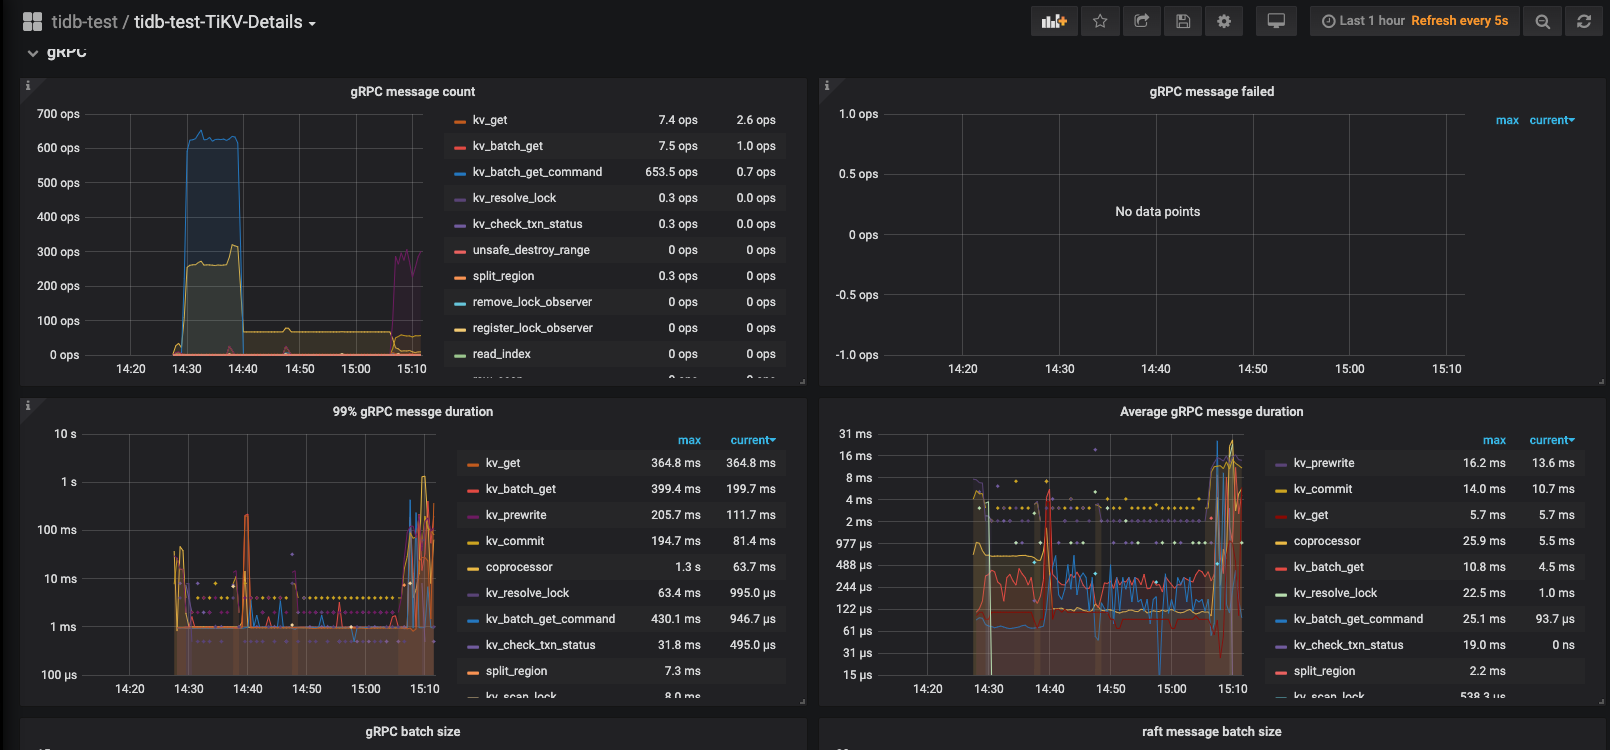 tidb-test / tidb-test-TiKV-Details
Last 1 hour Refresh every 5s
gRPC
gRPC message count
700 ops
600 ops
500 ops
400 ops
300 ops
200 ops
100 ops
0 ops
14:20 14:30 14:40 14:50 15:00 15:10
kv_get 7.4 ops 2.6 ops
kv_batch_get 7.5 ops 1.0 ops
kv_batch_get_command 653.5 ops 0.7 ops
kv_resolve_lock 0.3 ops 0.0 ops
kv_check_txn_status 0.3 ops 0.0 ops
unsafe_destroy_range 0 ops 0 ops
split_region 0.3 ops 0 ops
remove_lock_observer 0 ops 0 ops
register_lock_observer 0 ops 0 ops
read_index 0 ops 0 ops
gRPC message failed
1.0 ops
0.5 ops
0 ops
-0.5 ops
-1.0 ops
No data points
14:20 14:30 14:40 14:50 15:00 15:10
max current
99% gRPC messge duration
10 s
1 s
100 ms
10 ms
1 ms
100 µs
14:20 14:30 14:40 14:50 15:00 15:10
max current
kv_get 364.8 ms 364.8 ms
kv_batch_get 399.4 ms 199.7 ms
kv_prewrite 205.7 ms 111.7 ms
kv_commit 194.7 ms 81.4 ms
coprocessor 1.3 s 63.7 ms
kv_resolve_lock 63.4 ms 995.0 µs
kv_batch_get_command 430.1 ms 946.7 µs
kv_check_txn_status 31.8 ms 495.0 µs
split_region 7.3 ms
kv_scan_lock 8.0 ms
Average gRPC messge duration
31 ms
16 ms
8 ms
4 ms
2 ms
977 µs
488 µs
244 µs
122 µs
61 µs
31 µs
15 µs
14:20 14:30 14:40 14:50 15:00 15:10
max current
kv_prewrite 16.2 ms 13.6 ms
kv_commit 14.0 ms 10.7 ms
kv_get 5.7 ms 5.7 ms
coprocessor 25.9 ms 5.5 ms
kv_batch_get 10.8 ms 4.5 ms
kv_resolve_lock 22.5 ms 1.0 ms
kv_batch_get_command 25.1 ms 93.7 µs
kv_check_txn_status 19.0 ms 0 ns
split_region 2.2 ms
kv_scan_lock 538.3 µs
gRPC batch size
raft message batch size